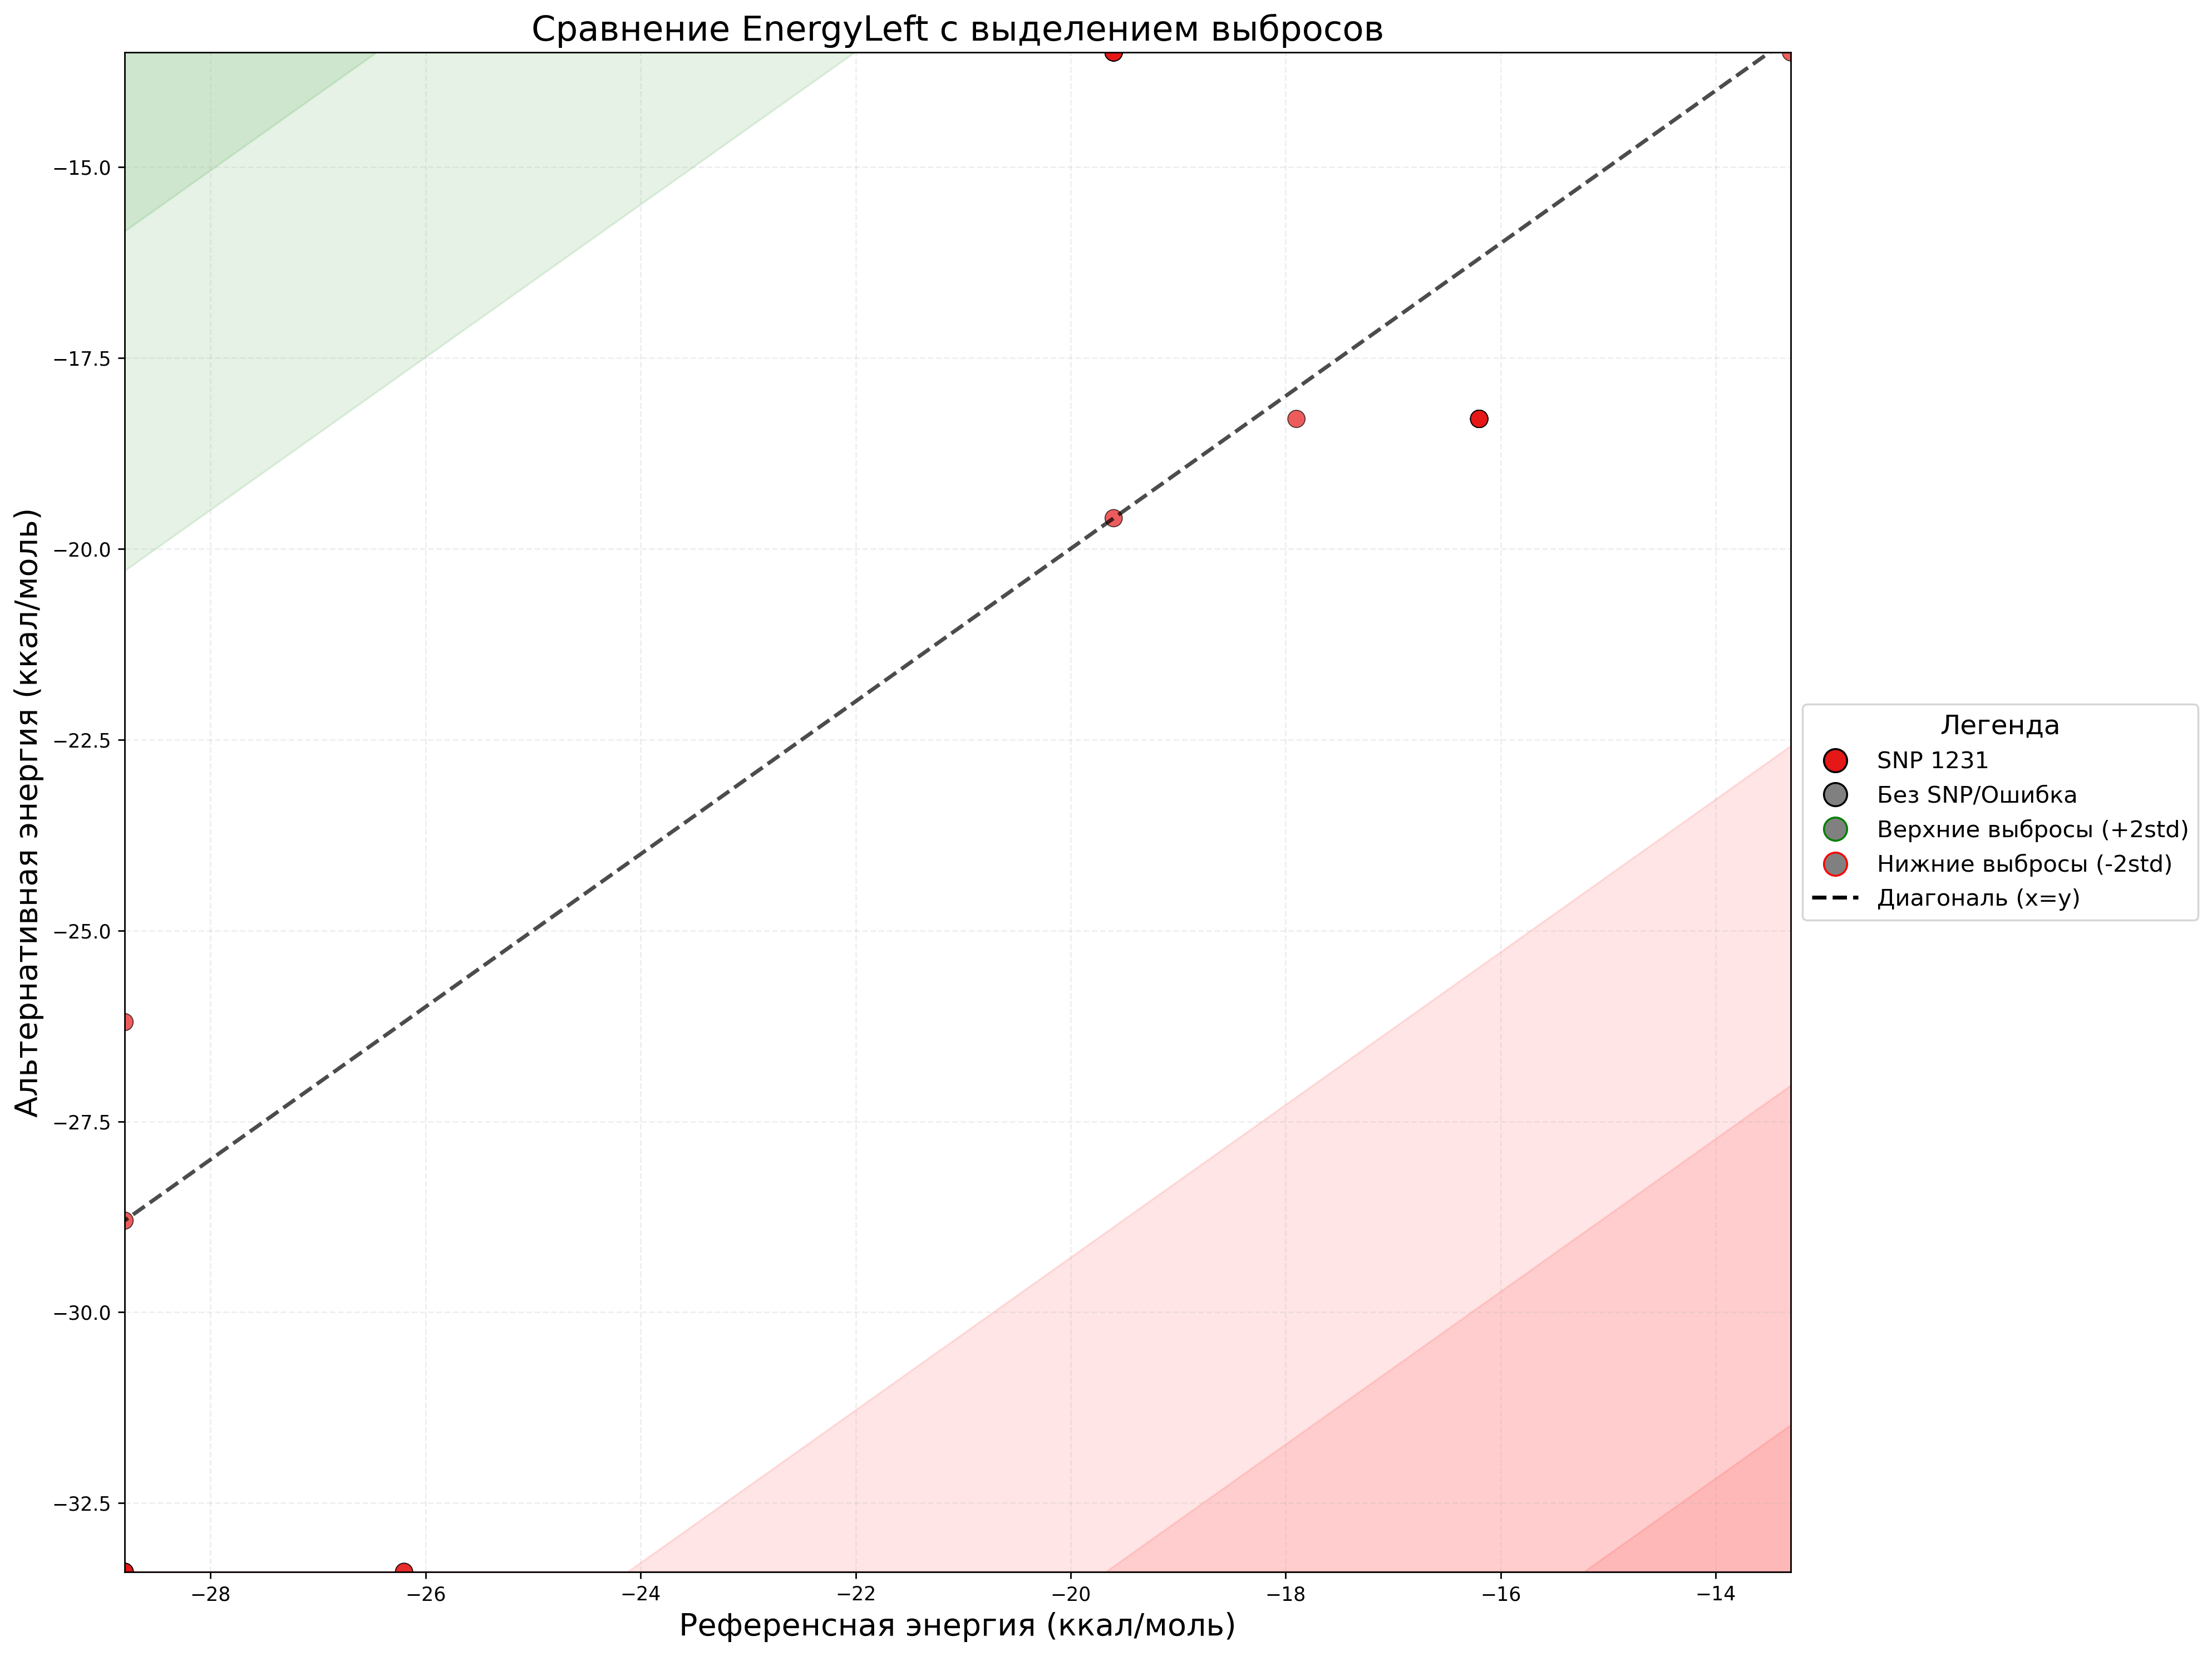 Сравнение EnergyLeft с выделением выбросов
Альтернативная энергия (ккал/моль)
−15.0
−17.5
−20.0
−22.5
−25.0
−27.5
−30.0
−32.5
−28
−26
−24
−22
−20
−18
−16
−14
Референсная энергия (ккал/моль)
Легенда
SNP 1231
Без SNP/Ошибка
Верхние выбросы (+2std)
Нижние выбросы (-2std)
Диагональ (x=y)